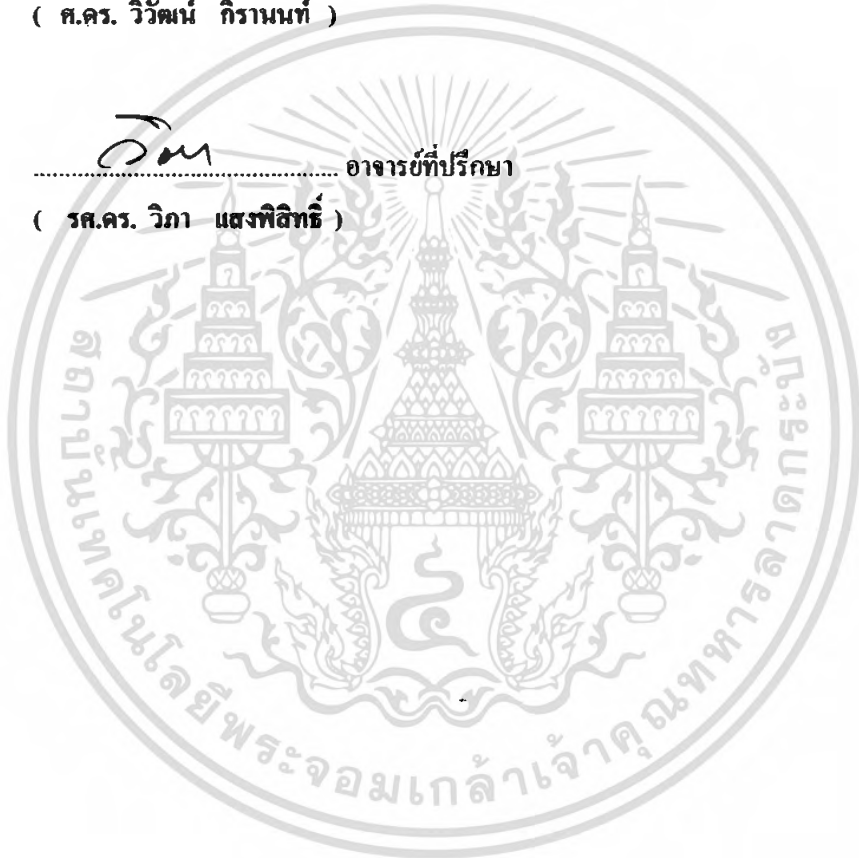 ( ศ.ดร. วิวัฒน์ กิรานนท์ )
อาจารย์ที่ปรึกษา
( รศ.ดร. วิภา แสงพิสิทธิ์ )
สถาบันเทคโนโลยีพระจอมเกล้าเจ้าคุณทหารลาดกระบัง